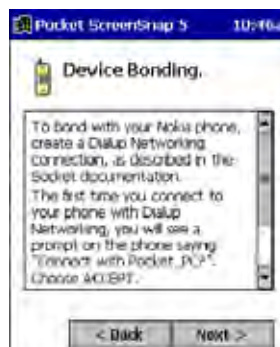 Pocket ScreenSnap 5 10:46a
Device Bonding.
To bond with your Nokia phone,
create a Dialup Networking
connection, as described in the
Socket documentation.
The first time you connect to
your phone with Dialup
Networking, you will see a
prompt on the phone saying
"Connect with Pocket_PC?".
Choose ACCEPT.
< Back Next >